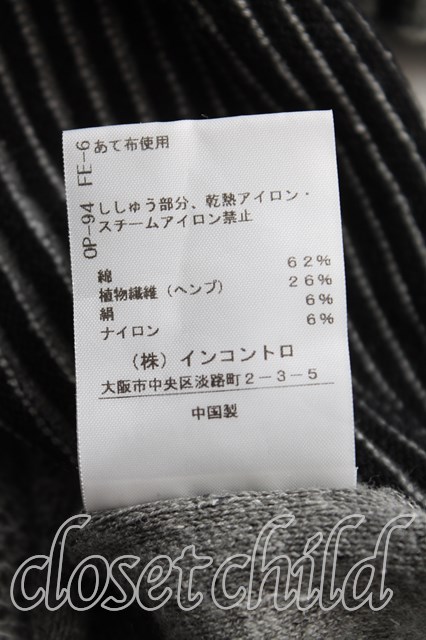 あて布使用
OP-94 FE-6
ししゅう部分、乾熱アイロン・
スチームアイロン禁止
綿 62%
植物繊維（ヘンプ） 26%
絹 6%
ナイロン 6%
（株）インコントロ
大阪市中央区淡路町2-3-5
中国製
closetchild